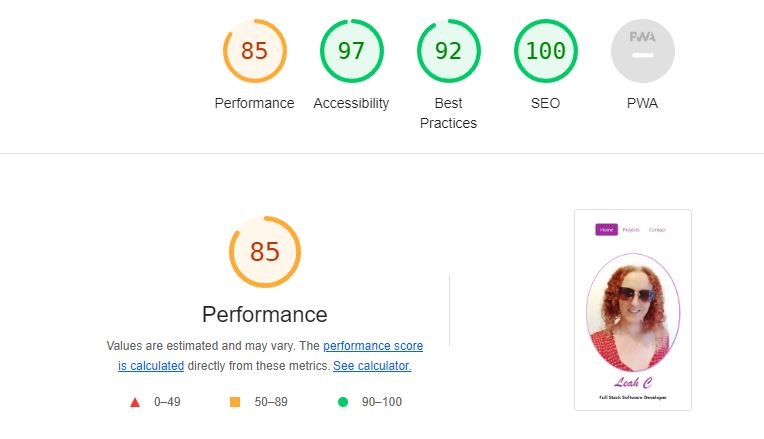 85
97
92
100
PWA
Performance
Accessibility
Best
Practices
SEO
PWA
85
Performance
Values are estimated and may vary. The performance score
is calculated directly from these metrics. See calculator.
0–49
50–89
90–100
Home Projects Contact
Leah C
Full Stack Software Developer